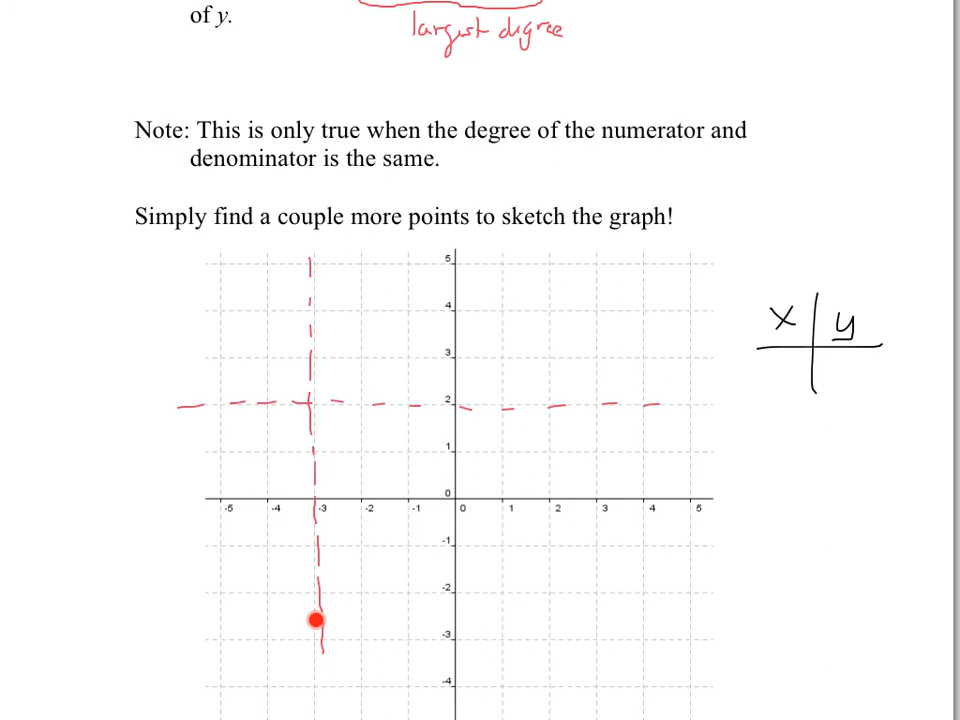 of y.
largest degree
Note: This is only true when the degree of the numerator and
denominator is the same.
Simply find a couple more points to sketch the graph!
5
4
3
2
1
0
-5 -4 -3 -2 -1 0 1 2 3 4 5
-1
-2
-3
-4
x y